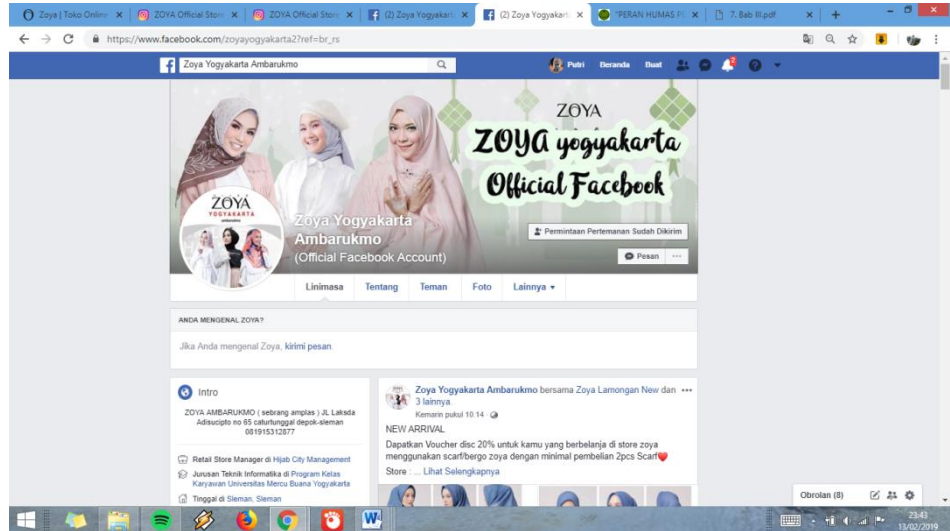 Zoya | Toko Online
ZOYA Official Store
ZOYA Official Store
(2) Zoya Yogyakarta
(2) Zoya Yogyakarta
"PERAN HUMAS P
7. Bab III.pdf
https://www.facebook.com/zoyayogyakarta2?ref=br_rs
Zoya Yogyakarta Ambarukmo
Putri Beranda Buat
2
ZOYA
ZOYA yogyakarta
Official Facebook
ZOYA
YOGYAKARTA
ambarukmo
Zoya Yogyakarta
Ambarukmo
(Official Facebook Account)
Permintaan Pertemanan Sudah Dikirim
Pesan
Linimasa Tentang Teman Foto Lainnya
ANDA MENGENAL ZOYA?
Jika Anda mengenal Zoya, kirimi pesan.
Intro
ZOYA AMBARUKMO ( sebrang amplas ) JL Laksda
Adisucipto no 65 caturtunggal depok-sleman
081915312877
Retail Store Manager di Hijab City Management
Jurusan Teknik Informatika di Program Kelas
Karyawan Universitas Mercu Buana Yogyakarta
Tinggal di Sleman, Sleman
Zoya Yogyakarta Ambarukmo bersama Zoya Lamongan New dan
3 lainnya.
Kemarin pukul 10.14
NEW ARRIVAL
Dapatkan Voucher disc 20% untuk kamu yang berbelanja di store zoya
menggunakan scarf/bergo zoya dengan minimal pembelian 2pcs Scarf❤
Store : ... Lihat Selengkapnya
Obrolan (8)
23:43
13/02/2019